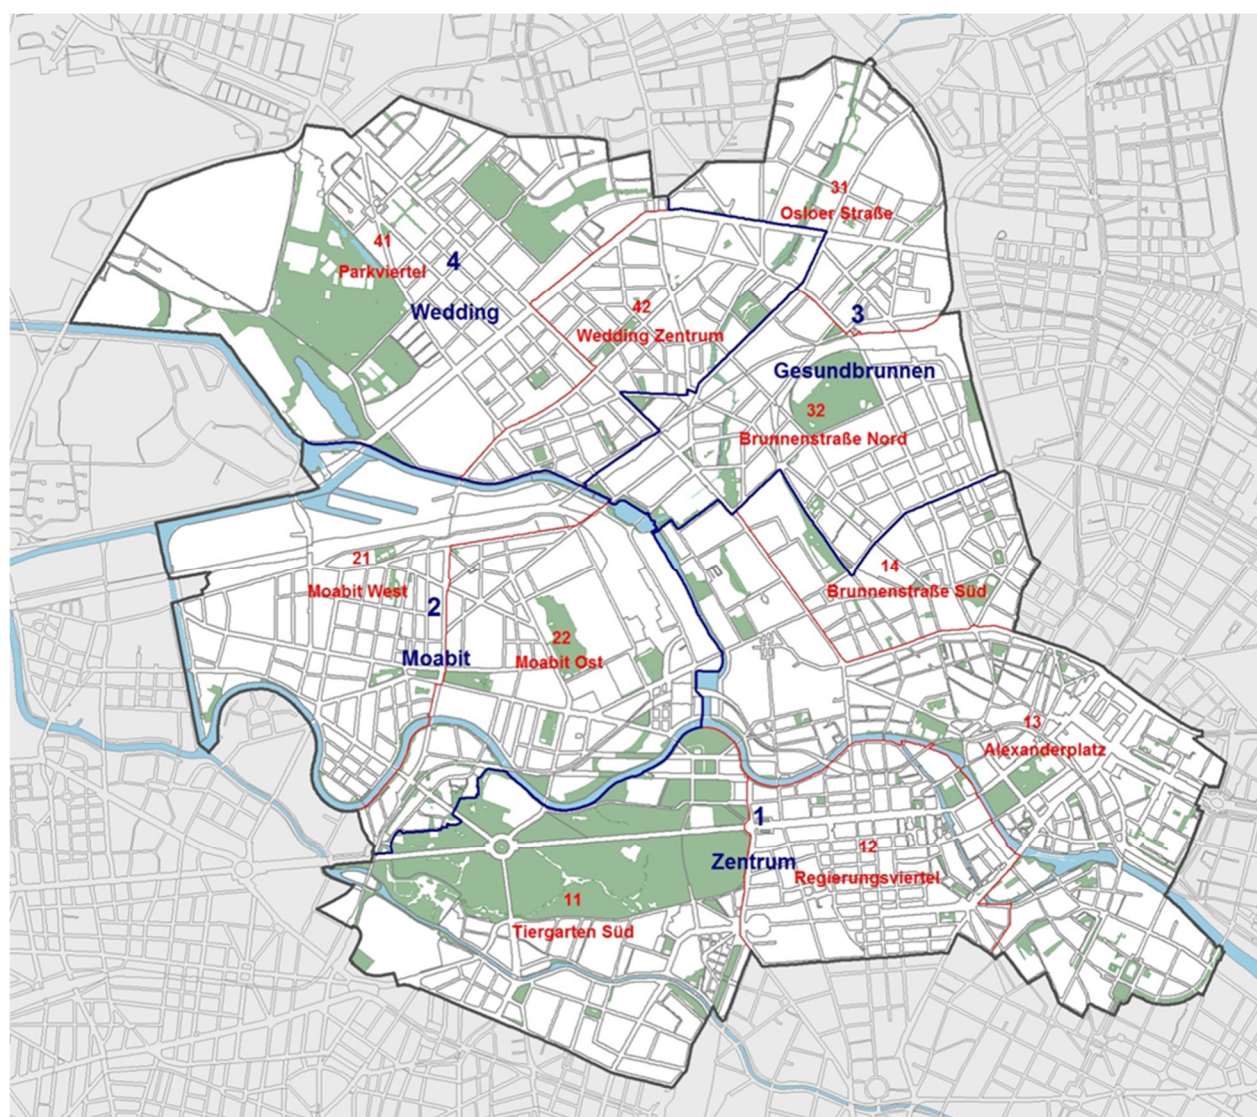 31
Osloer Straße
41
Parkviertel
4
Wedding
42
Wedding Zentrum
3
Gesundbrunnen
32
Brunnenstraße Nord
21
Moabit West
2
Moabit
22
Moabit Ost
14
Brunnenstraße Süd
13
Alexanderplatz
1
Zentrum
12
Regierungsviertel
11
Tiergarten Süd